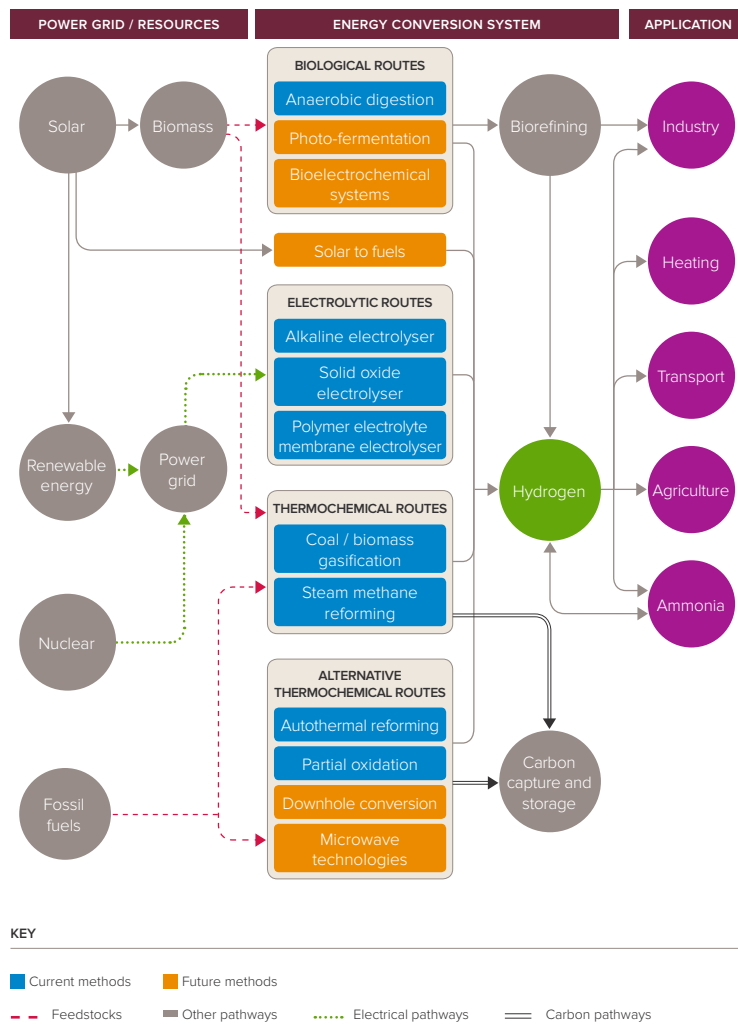 POWER GRID / RESOURCES
ENERGY CONVERSION SYSTEM
APPLICATION
Solar
Biomass
BIOLOGICAL ROUTES
Anaerobic digestion
Photo-fermentation
Bioelectrochemical
systems
Biorefining
Industry
Solar to fuels
Heating
ELECTROLYTIC ROUTES
Alkaline electrolyser
Solid oxide
electrolyser
Polymer electrolyte
membrane electrolyser
Transport
Renewable
energy
Power
grid
Hydrogen
Agriculture
THERMOCHEMICAL ROUTES
Coal / biomass
gasification
Steam methane
reforming
Ammonia
Nuclear
ALTERNATIVE
THERMOCHEMICAL ROUTES
Autothermal reforming
Partial oxidation
Downhole conversion
Microwave
technologies
Carbon
capture and
storage
Fossil
fuels
KEY
Current methods
Future methods
Feedstocks
Other pathways
Electrical pathways
Carbon pathways